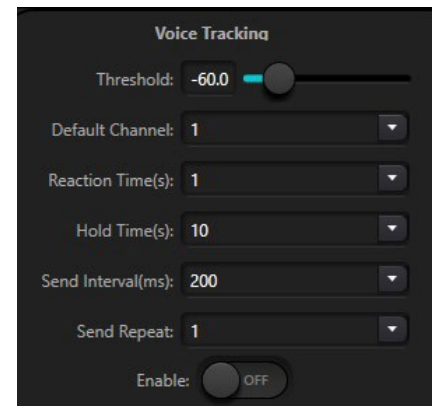 Voice Tracking
Threshold: -60.0
Default Channel: 1
Reaction Time(s): 1
Hold Time(s): 10
Send Interval(ms): 200
Send Repeat: 1
Enable: OFF